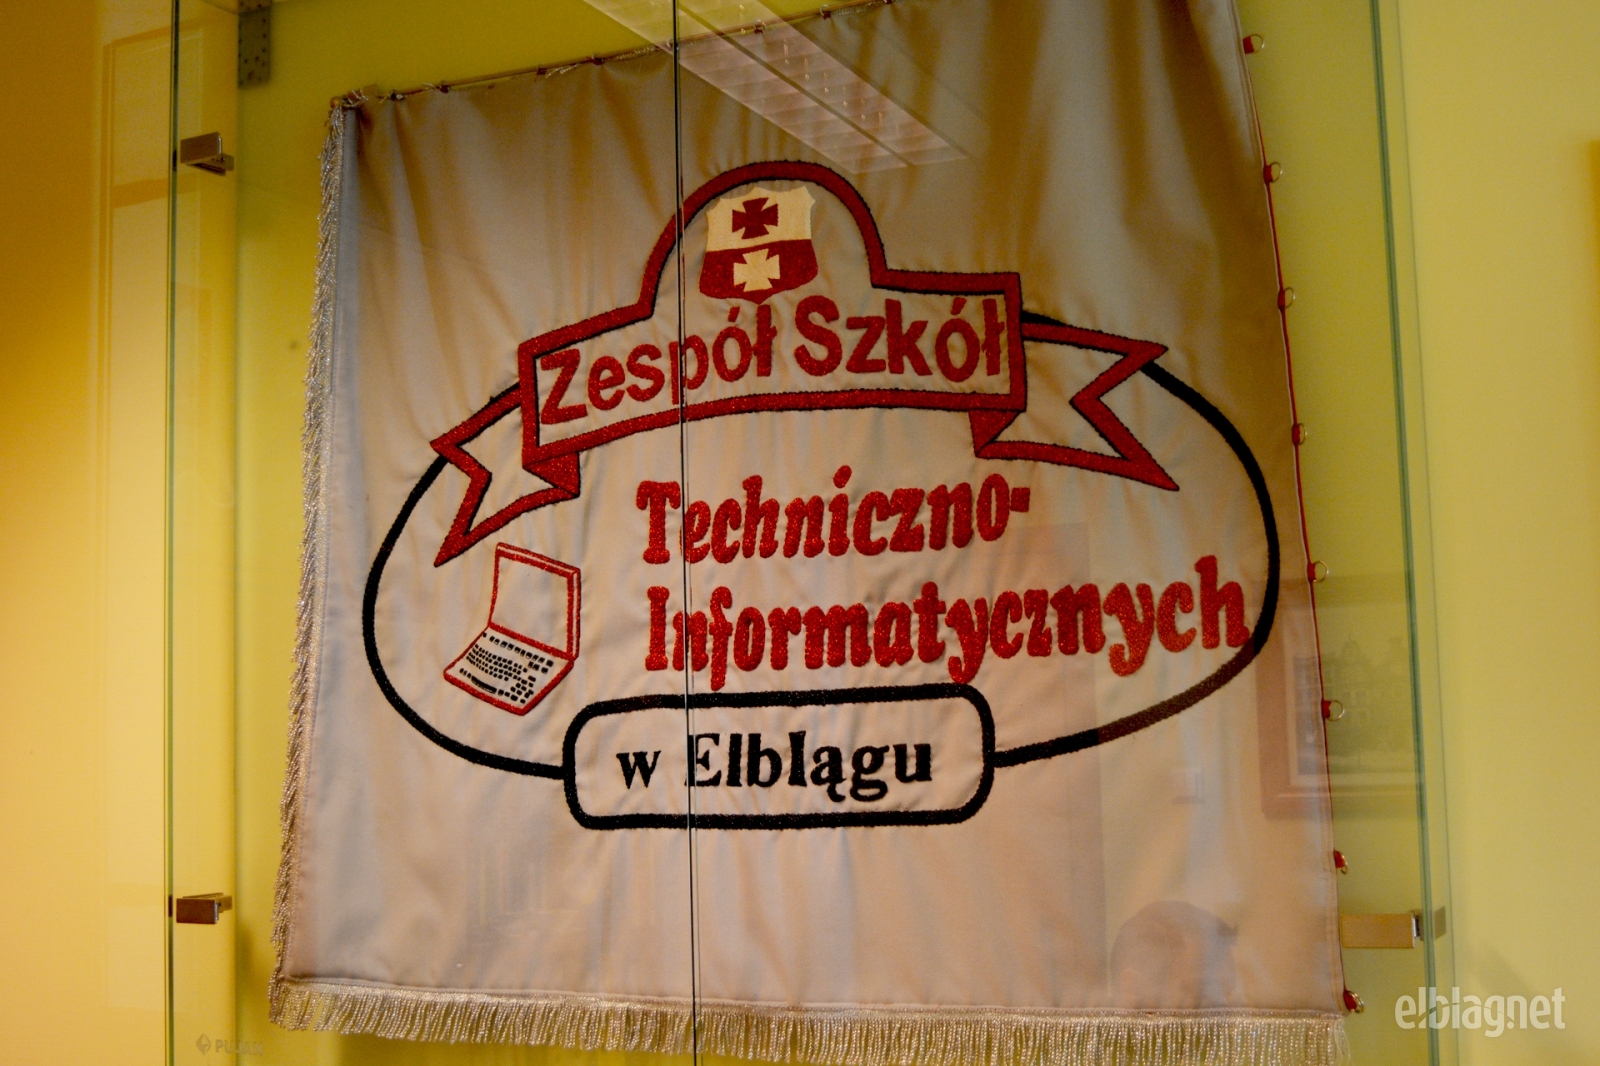 Zespół Szkół
Techniczno-
Informatycznych
w Elblągu
elblag.net